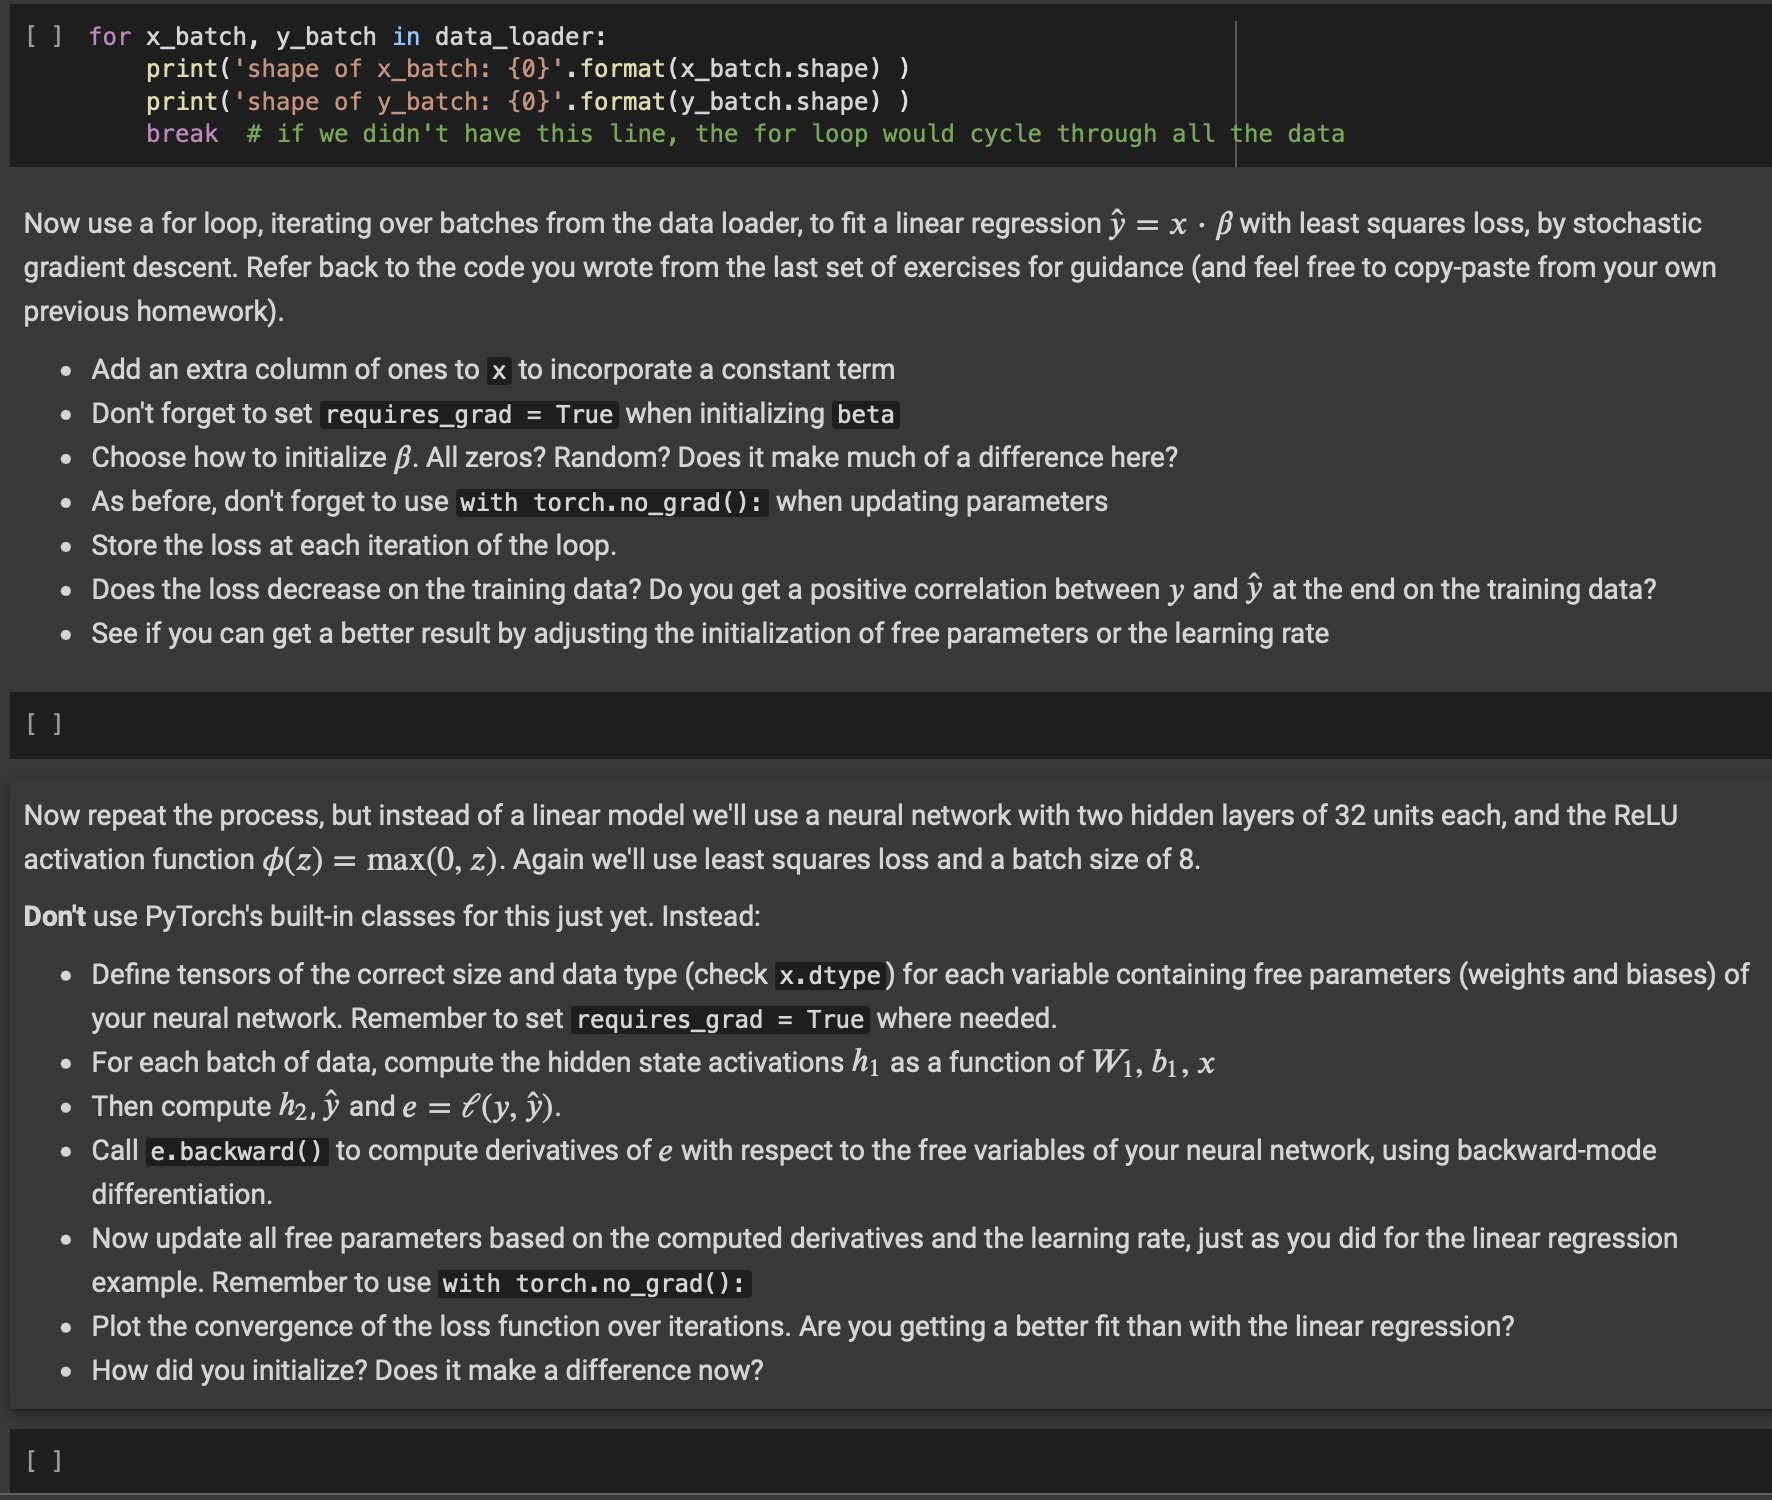 [ ] for x_batch, y_batch in data_loader:
print('shape of x_batch: {0}'.format(x_batch.shape) )
print('shape of y_batch: {0}'.format(y_batch.shape) )
break  # if we didn't have this line, the for loop would cycle through all the data
Now use a for loop, iterating over batches from the data loader, to fit a linear regression ŷ = x · β with least squares loss, by stochastic
gradient descent. Refer back to the code you wrote from the last set of exercises for guidance (and feel free to copy-paste from your own
previous homework).
• Add an extra column of ones to x to incorporate a constant term
• Don't forget to set requires_grad = True when initializing beta
• Choose how to initialize β. All zeros? Random? Does it make much of a difference here?
• As before, don't forget to use with torch.no_grad(): when updating parameters
• Store the loss at each iteration of the loop.
• Does the loss decrease on the training data? Do you get a positive correlation between y and ŷ at the end on the training data?
• See if you can get a better result by adjusting the initialization of free parameters or the learning rate
[ ]
Now repeat the process, but instead of a linear model we'll use a neural network with two hidden layers of 32 units each, and the ReLU
activation function ϕ(z) = max(0, z). Again we'll use least squares loss and a batch size of 8.
Don't use PyTorch's built-in classes for this just yet. Instead:
• Define tensors of the correct size and data type (check x.dtype) for each variable containing free parameters (weights and biases) of
your neural network. Remember to set requires_grad = True where needed.
• For each batch of data, compute the hidden state activations h₁ as a function of W₁, b₁, x
• Then compute h₂, ŷ and e = ℓ(y, ŷ).
• Call e.backward() to compute derivatives of e with respect to the free variables of your neural network, using backward-mode
differentiation.
• Now update all free parameters based on the computed derivatives and the learning rate, just as you did for the linear regression
example. Remember to use with torch.no_grad():
• Plot the convergence of the loss function over iterations. Are you getting a better fit than with the linear regression?
• How did you initialize? Does it make a difference now?
[ ]